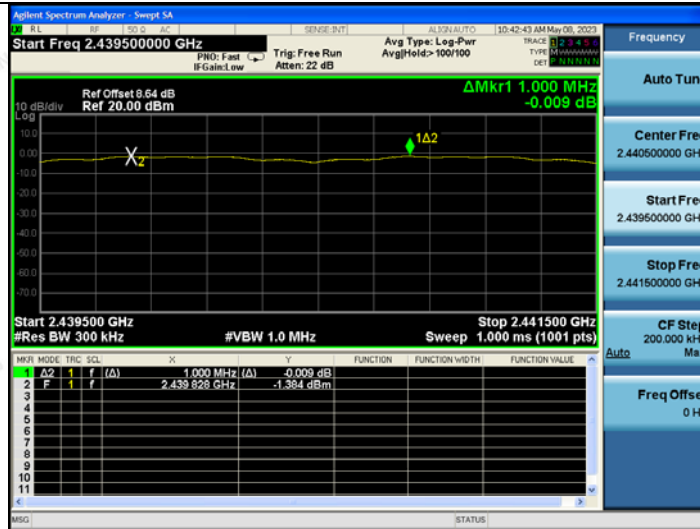 Agilent Spectrum Analyzer - Swept SA
RL RF 50 Ω AC SENSE:INT ALIGN AUTO 10:42:43 AM May 08, 2023
Start Freq 2.439500000 GHz
PNO: Fast
IFGain:Low
Trig: Free Run
Atten: 22 dB
Avg Type: Log-Pwr
Avg|Hold:>100/100
TRACE 1 2 3 4 5 6
TYPE M W W W W W
DET P N N N N N
ΔMkr1 1.000 MHz
-0.009 dB
Ref Offset 8.64 dB
10 dB/div Ref 20.00 dBm
Log
10.0
0.00
-10.0
-20.0
-30.0
-40.0
-50.0
-60.0
-70.0
X2
1Δ2
Start 2.439500 GHz Stop 2.441500 GHz
#Res BW 300 kHz #VBW 1.0 MHz Sweep 1.000 ms (1001 pts)
MKR MODE TRC SCL X Y FUNCTION FUNCTION WIDTH FUNCTION VALUE
1 Δ2 1 f (Δ) 1.000 MHz (Δ) -0.009 dB
2 F 1 f 2.439 828 GHz -1.384 dBm
3
4
5
6
7
8
9
10
11
MSG STATUS
Frequency
Auto Tun
Center Fre
2.440500000 GH
Start Fre
2.439500000 GH
Stop Fre
2.441500000 GH
CF Step
200.000 kH
Auto Ma
Freq Offse
0 H